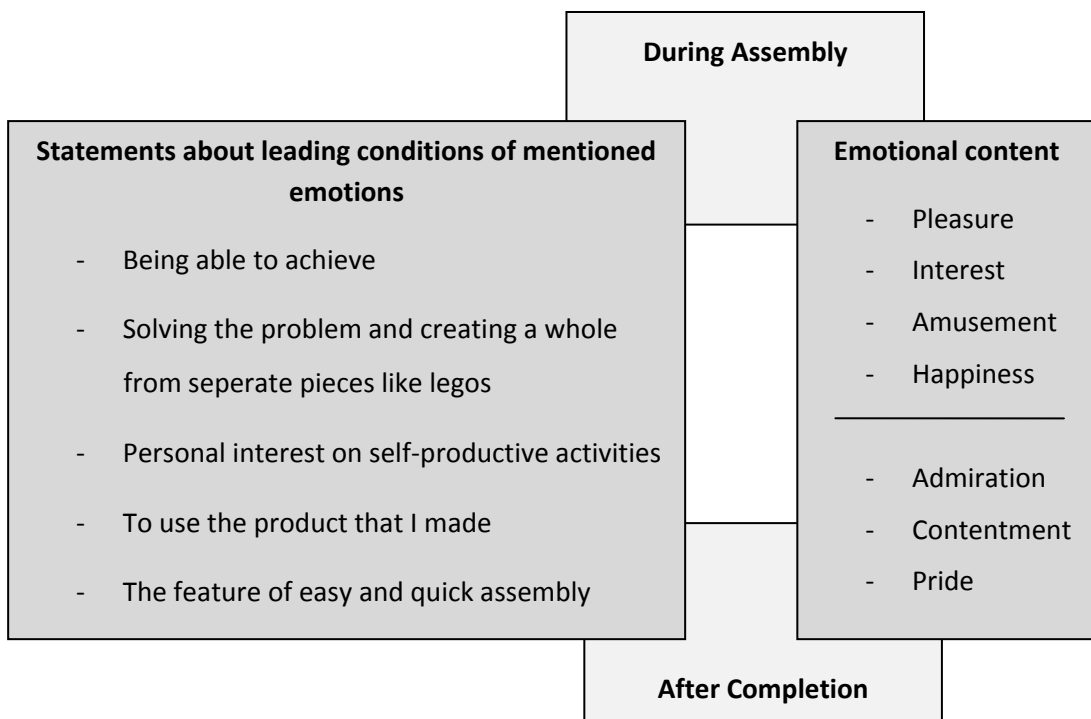 During Assembly
Statements about leading conditions of mentioned
emotions
- Being able to achieve
- Solving the problem and creating a whole
from seperate pieces like legos
- Personal interest on self-productive activities
- To use the product that I made
- The feature of easy and quick assembly
Emotional content
- Pleasure
- Interest
- Amusement
- Happiness
- Admiration
- Contentment
- Pride
After Completion